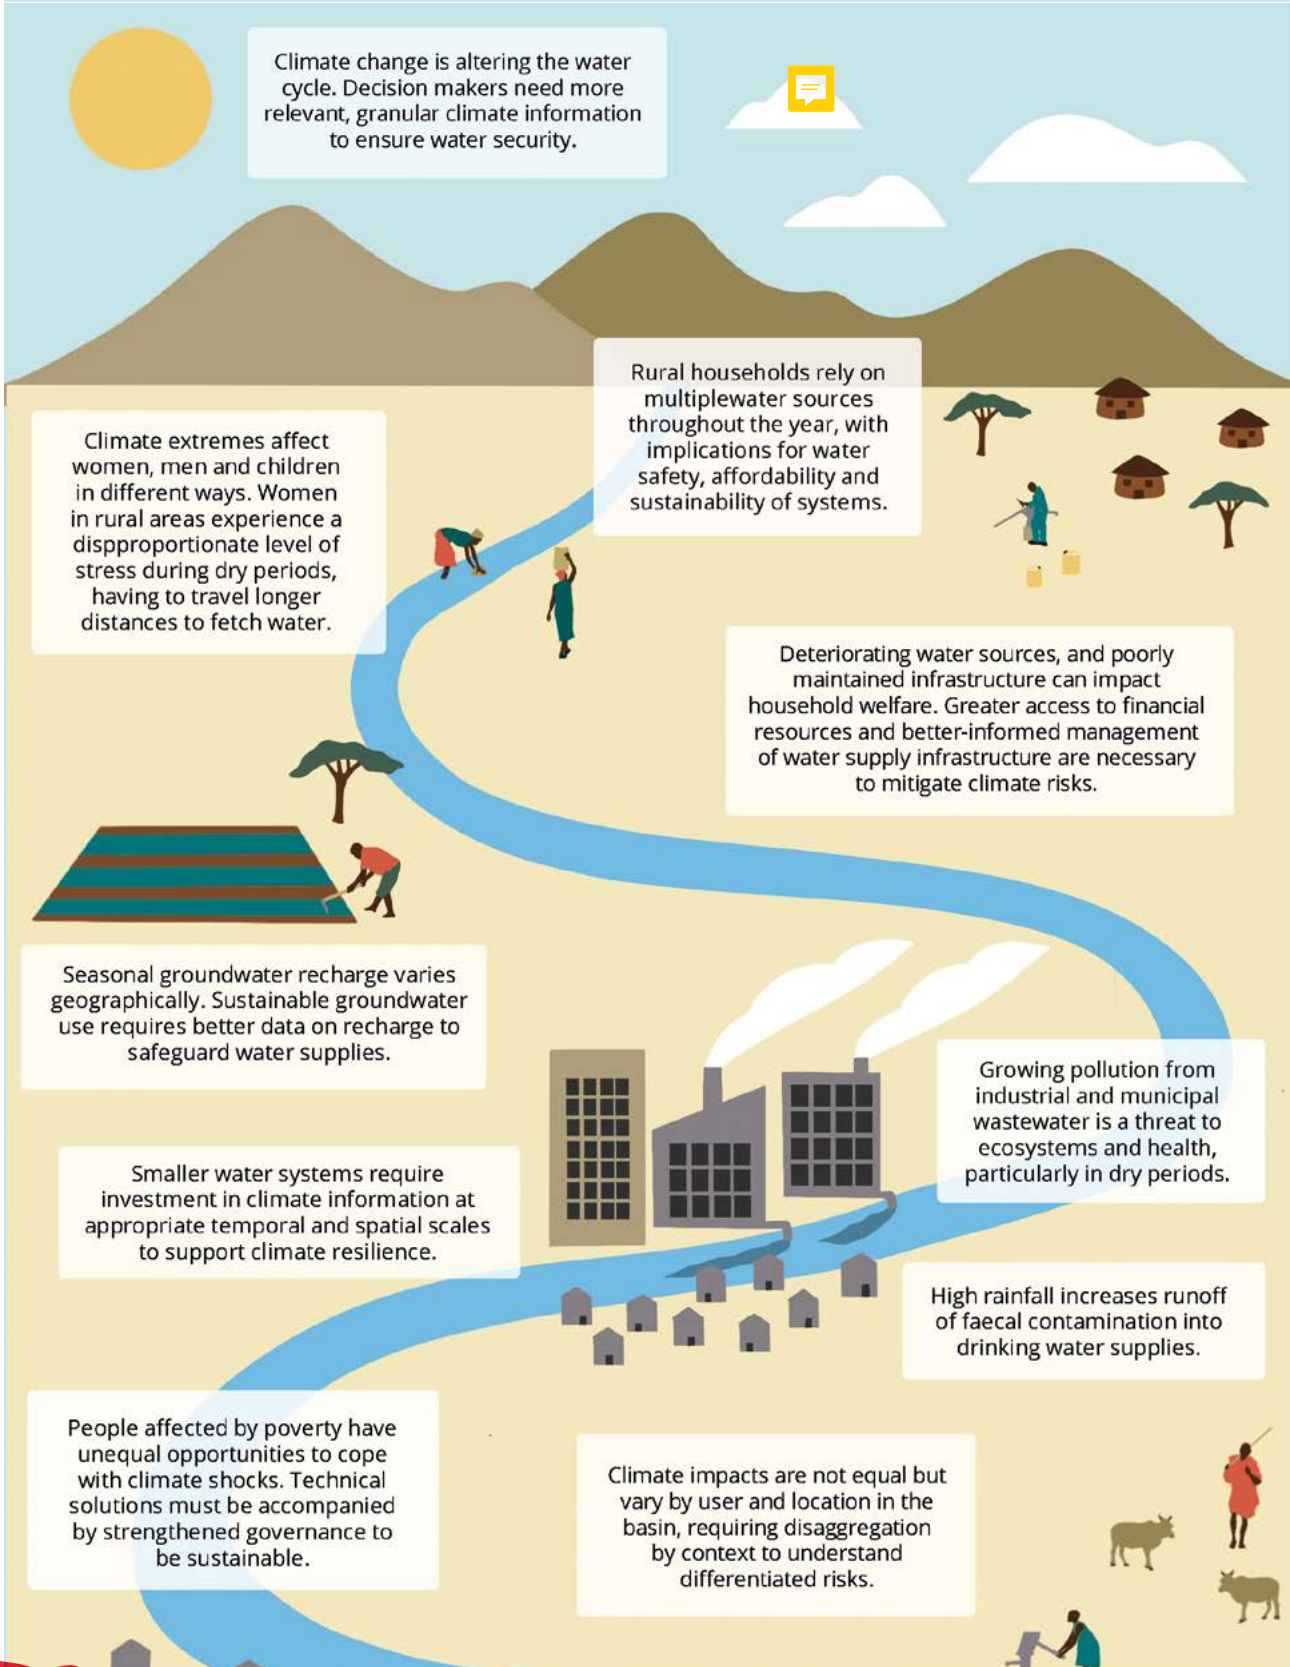 Climate change is altering the water
cycle. Decision makers need more
relevant, granular climate information
to ensure water security.
Rural households rely on
multiplewater sources
throughout the year, with
implications for water
safety, affordability and
sustainability of systems.
Climate extremes affect
women, men and children
in different ways. Women
in rural areas experience a
dispproportionate level of
stress during dry periods,
having to travel longer
distances to fetch water.
Deteriorating water sources, and poorly
maintained infrastructure can impact
household welfare. Greater access to financial
resources and better-informed management
of water supply infrastructure are necessary
to mitigate climate risks.
Seasonal groundwater recharge varies
geographically. Sustainable groundwater
use requires better data on recharge to
safeguard water supplies.
Growing pollution from
industrial and municipal
wastewater is a threat to
ecosystems and health,
particularly in dry periods.
Smaller water systems require
investment in climate information at
appropriate temporal and spatial scales
to support climate resilience.
High rainfall increases runoff
of faecal contamination into
drinking water supplies.
People affected by poverty have
unequal opportunities to cope
with climate shocks. Technical
solutions must be accompanied
by strengthened governance to
be sustainable.
Climate impacts are not equal but
vary by user and location in the
basin, requiring disaggregation
by context to understand
differentiated risks.